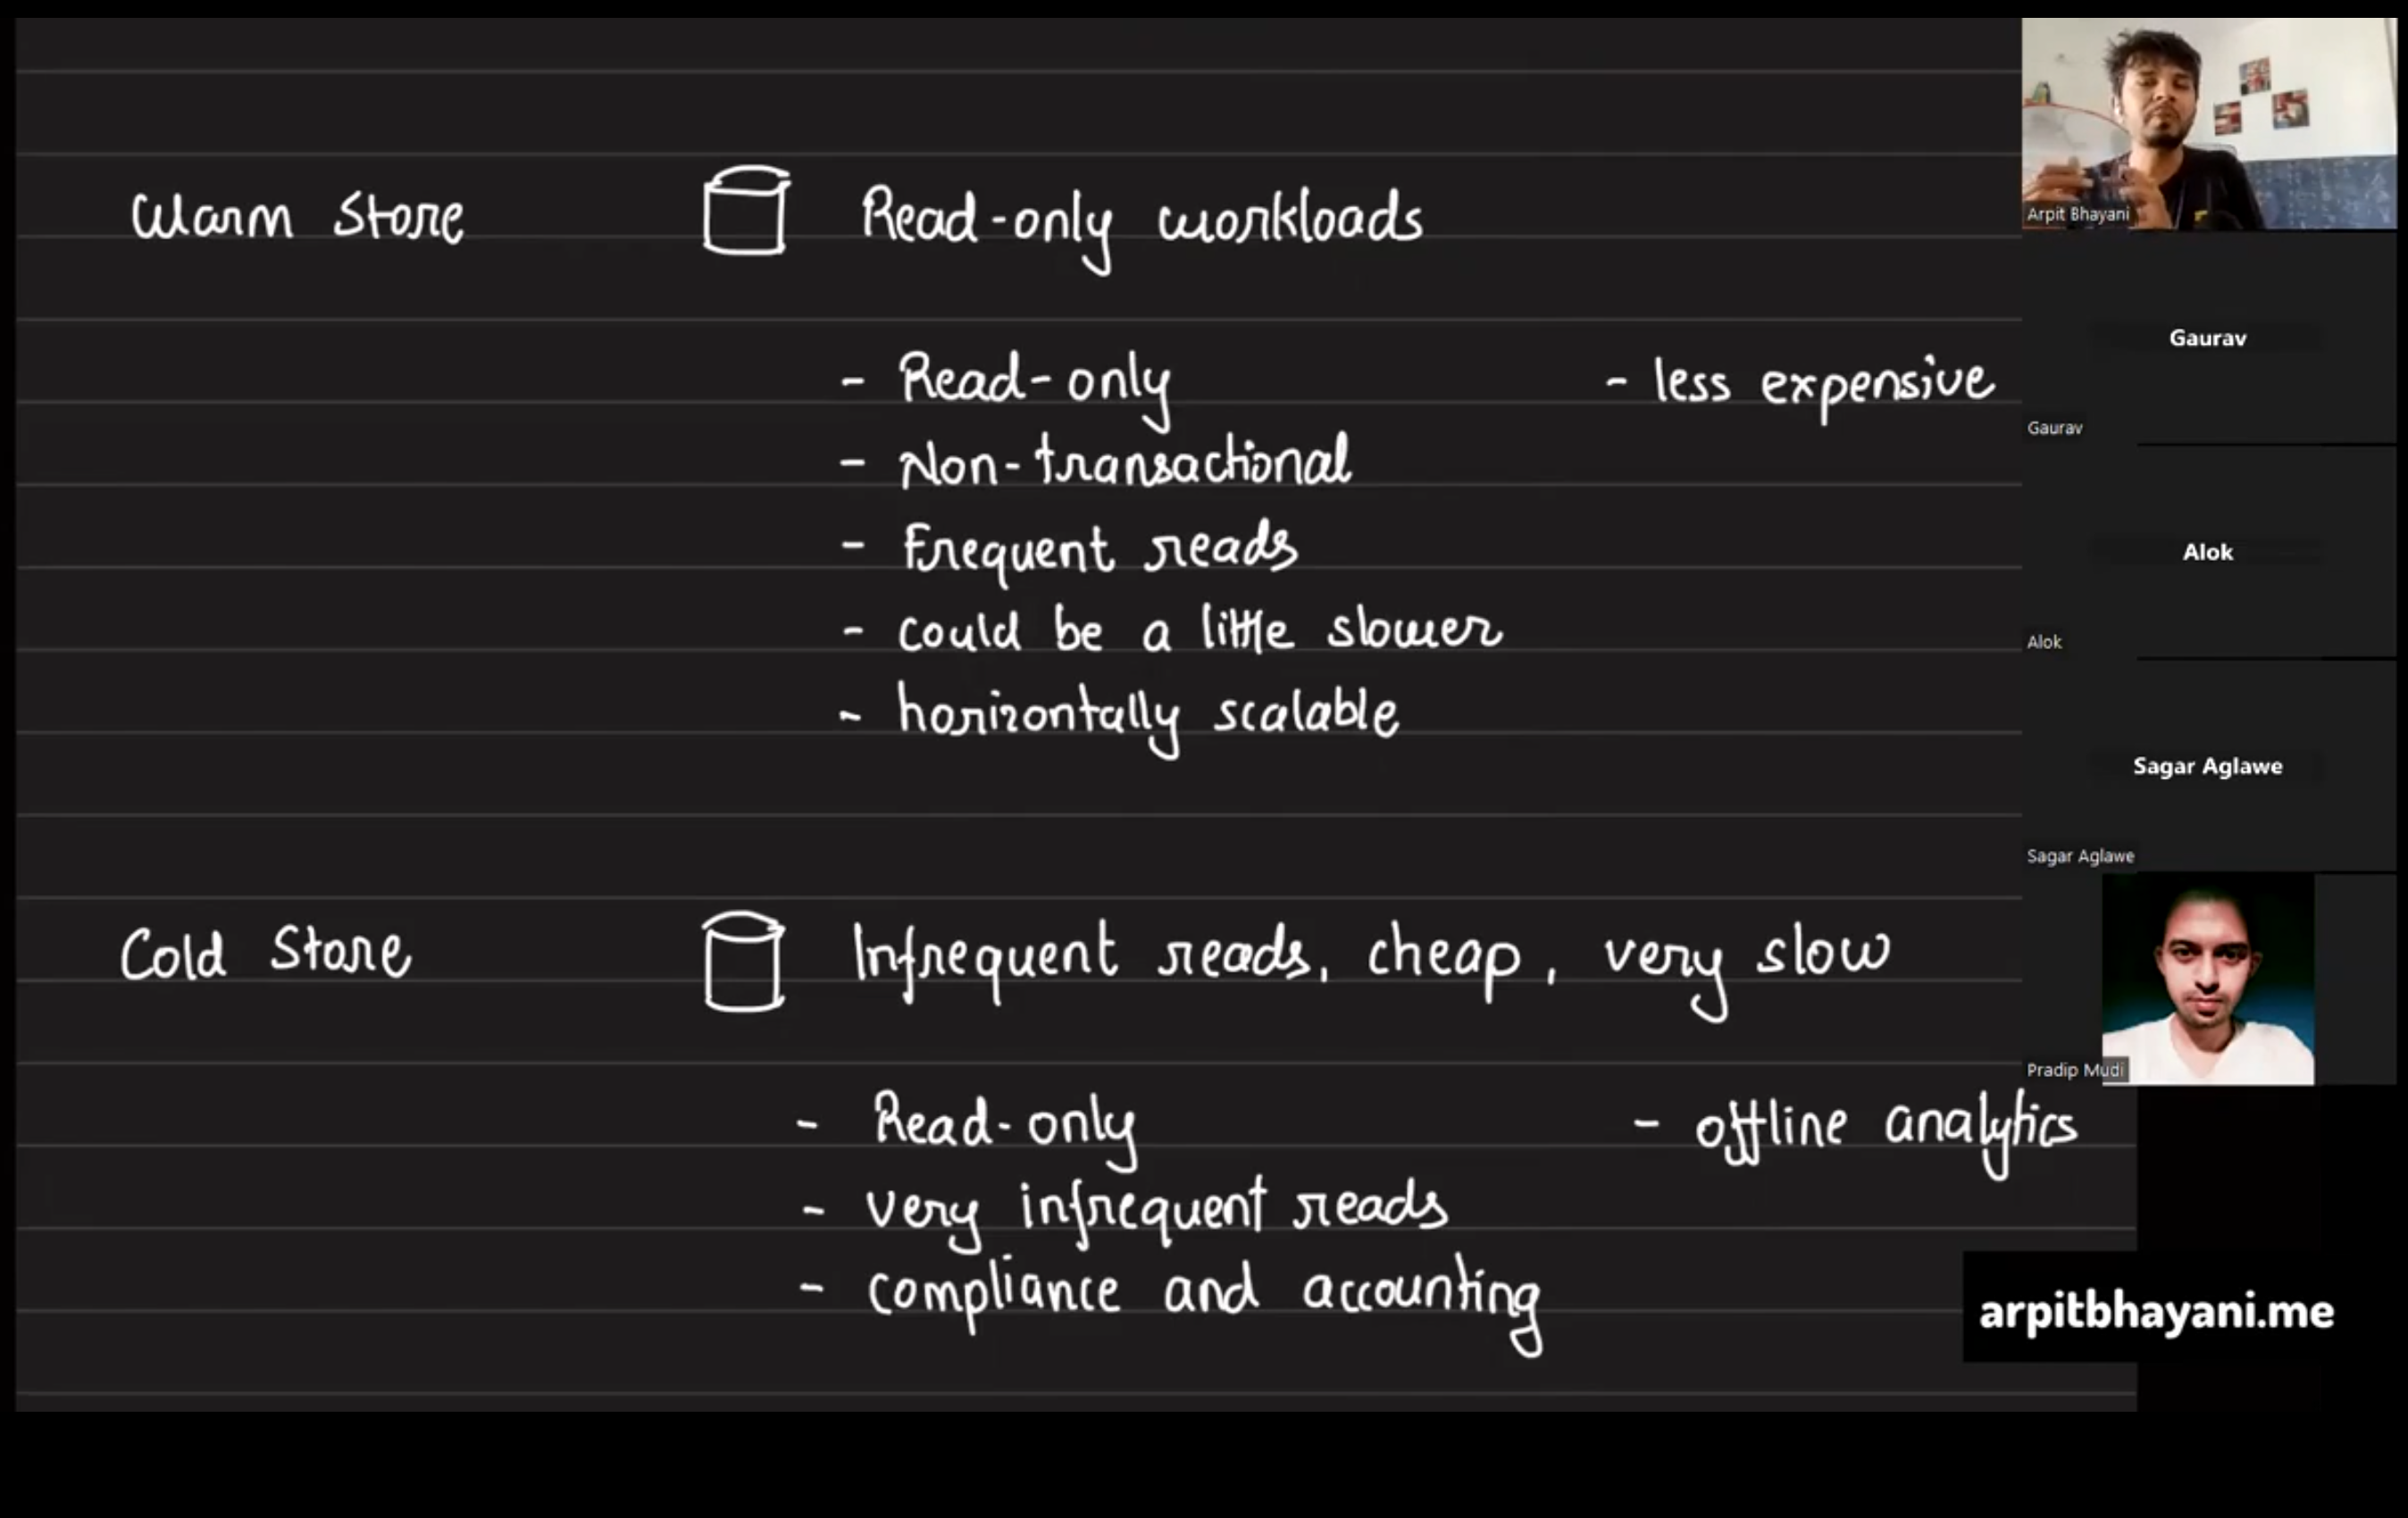 Warm Store Read-only workloads
- Read-only - less expensive
- Non-transactional
- Frequent reads
- could be a little slower
- horizontally scalable
Cold Store Infrequent reads, cheap, very slow
- Read-only - offline analytics
- very infrequent reads
- compliance and accounting
Arpit Bhayani
Gaurav
Gaurav
Alok
Alok
Sagar Aglawe
Sagar Aglawe
Pradip Mudi
arpitbhayani.me